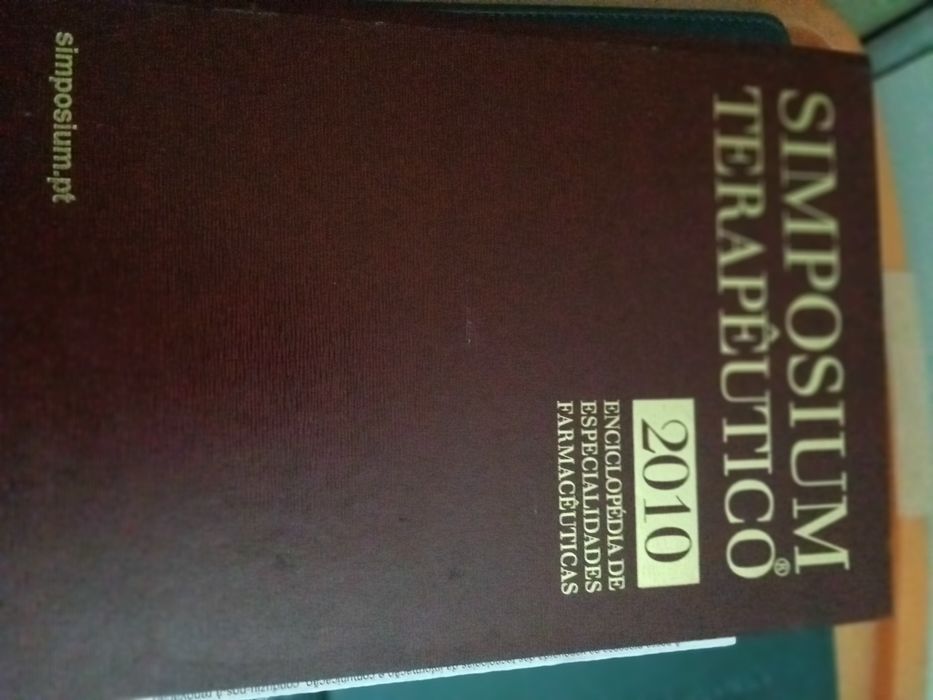 SIMPOSIUM
TERAPÊUTICO®
2010
ENCICLOPÉDIA DE
ESPECIALIDADES
FARMACÊUTICAS
simposium.pt